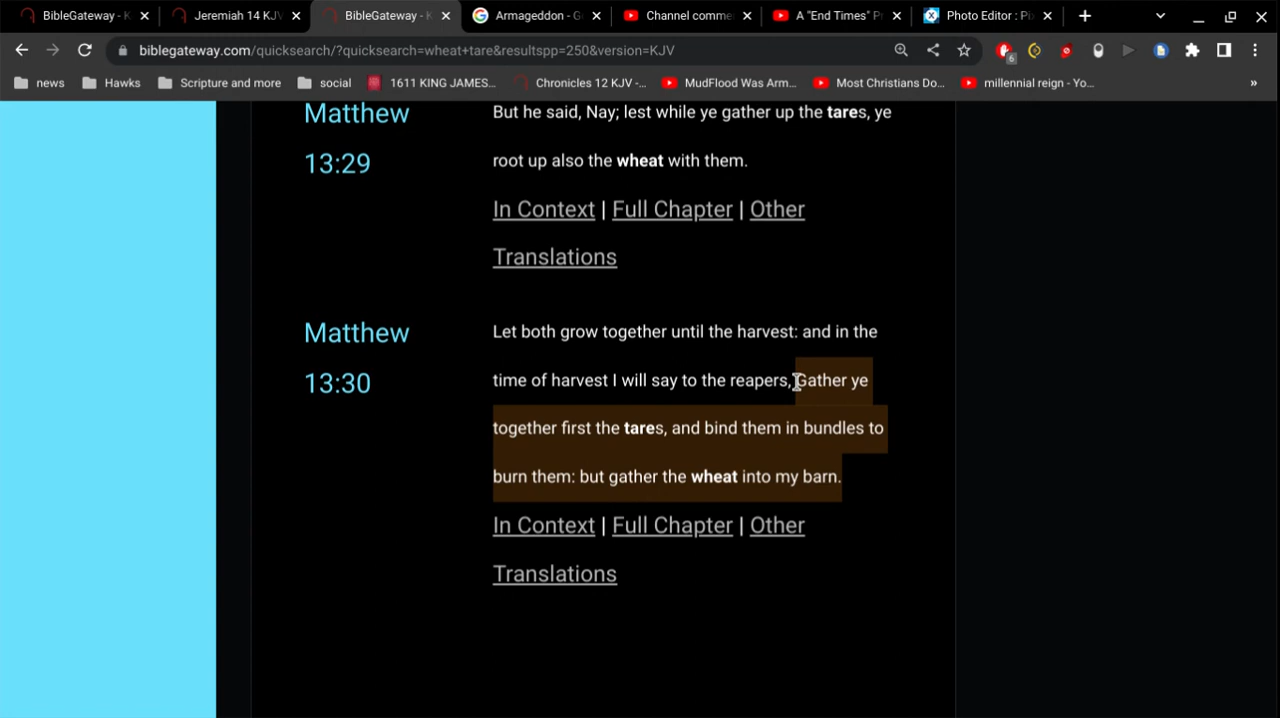 BibleGateway - K
Jeremiah 14 KJV
BibleGateway - K
Armageddon - G
Channel comme
A "End Times" P
Photo Editor : Pi
biblegateway.com/quicksearch/?quicksearch=wheat+tare&resultspp=250&version=KJV
6
news
Hawks
Scripture and more
social
1611 KING JAMES...
Chronicles 12 KJV -...
MudFlood Was Arm...
Most Christians Do...
millennial reign - Yo...
»
Matthew
13:29
But he said, Nay; lest while ye gather up the tares, ye
root up also the wheat with them.
In Context | Full Chapter | Other
Translations
Matthew
13:30
Let both grow together until the harvest: and in the
time of harvest I will say to the reapers, Gather ye
together first the tares, and bind them in bundles to
burn them: but gather the wheat into my barn.
In Context | Full Chapter | Other
Translations